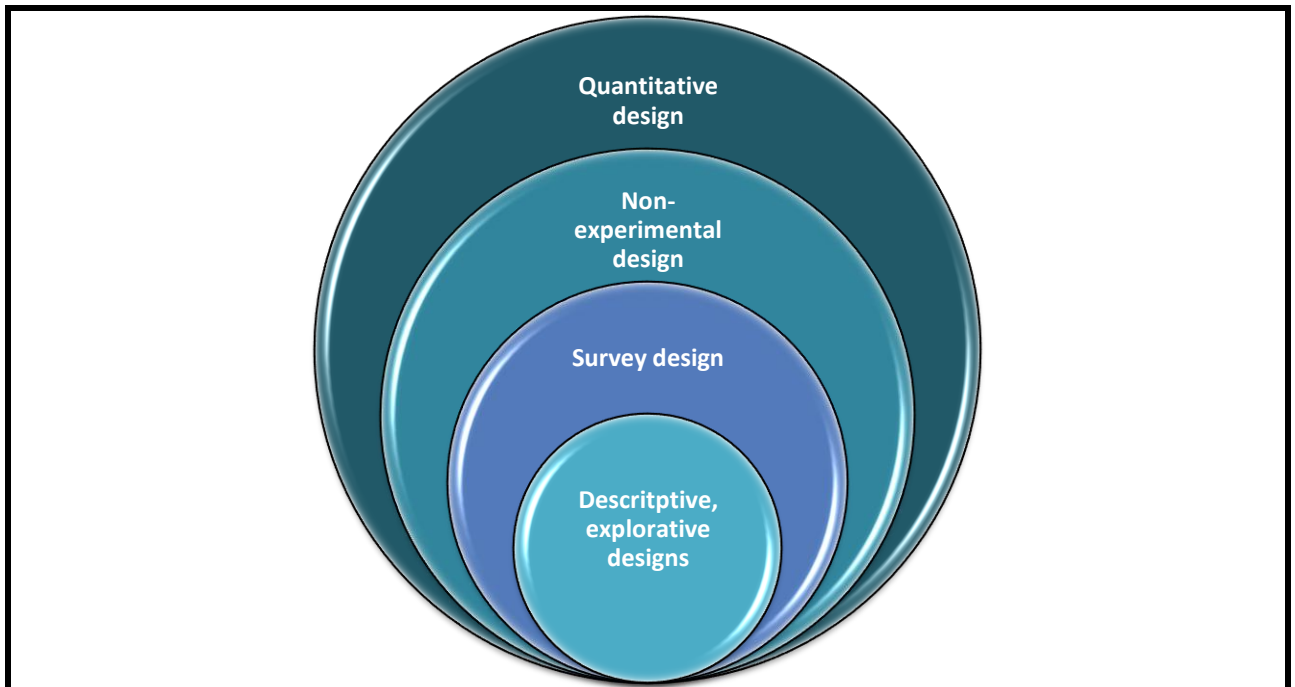 Quantitative
design
Non-
experimental
design
Survey design
Descritptive,
explorative
designs